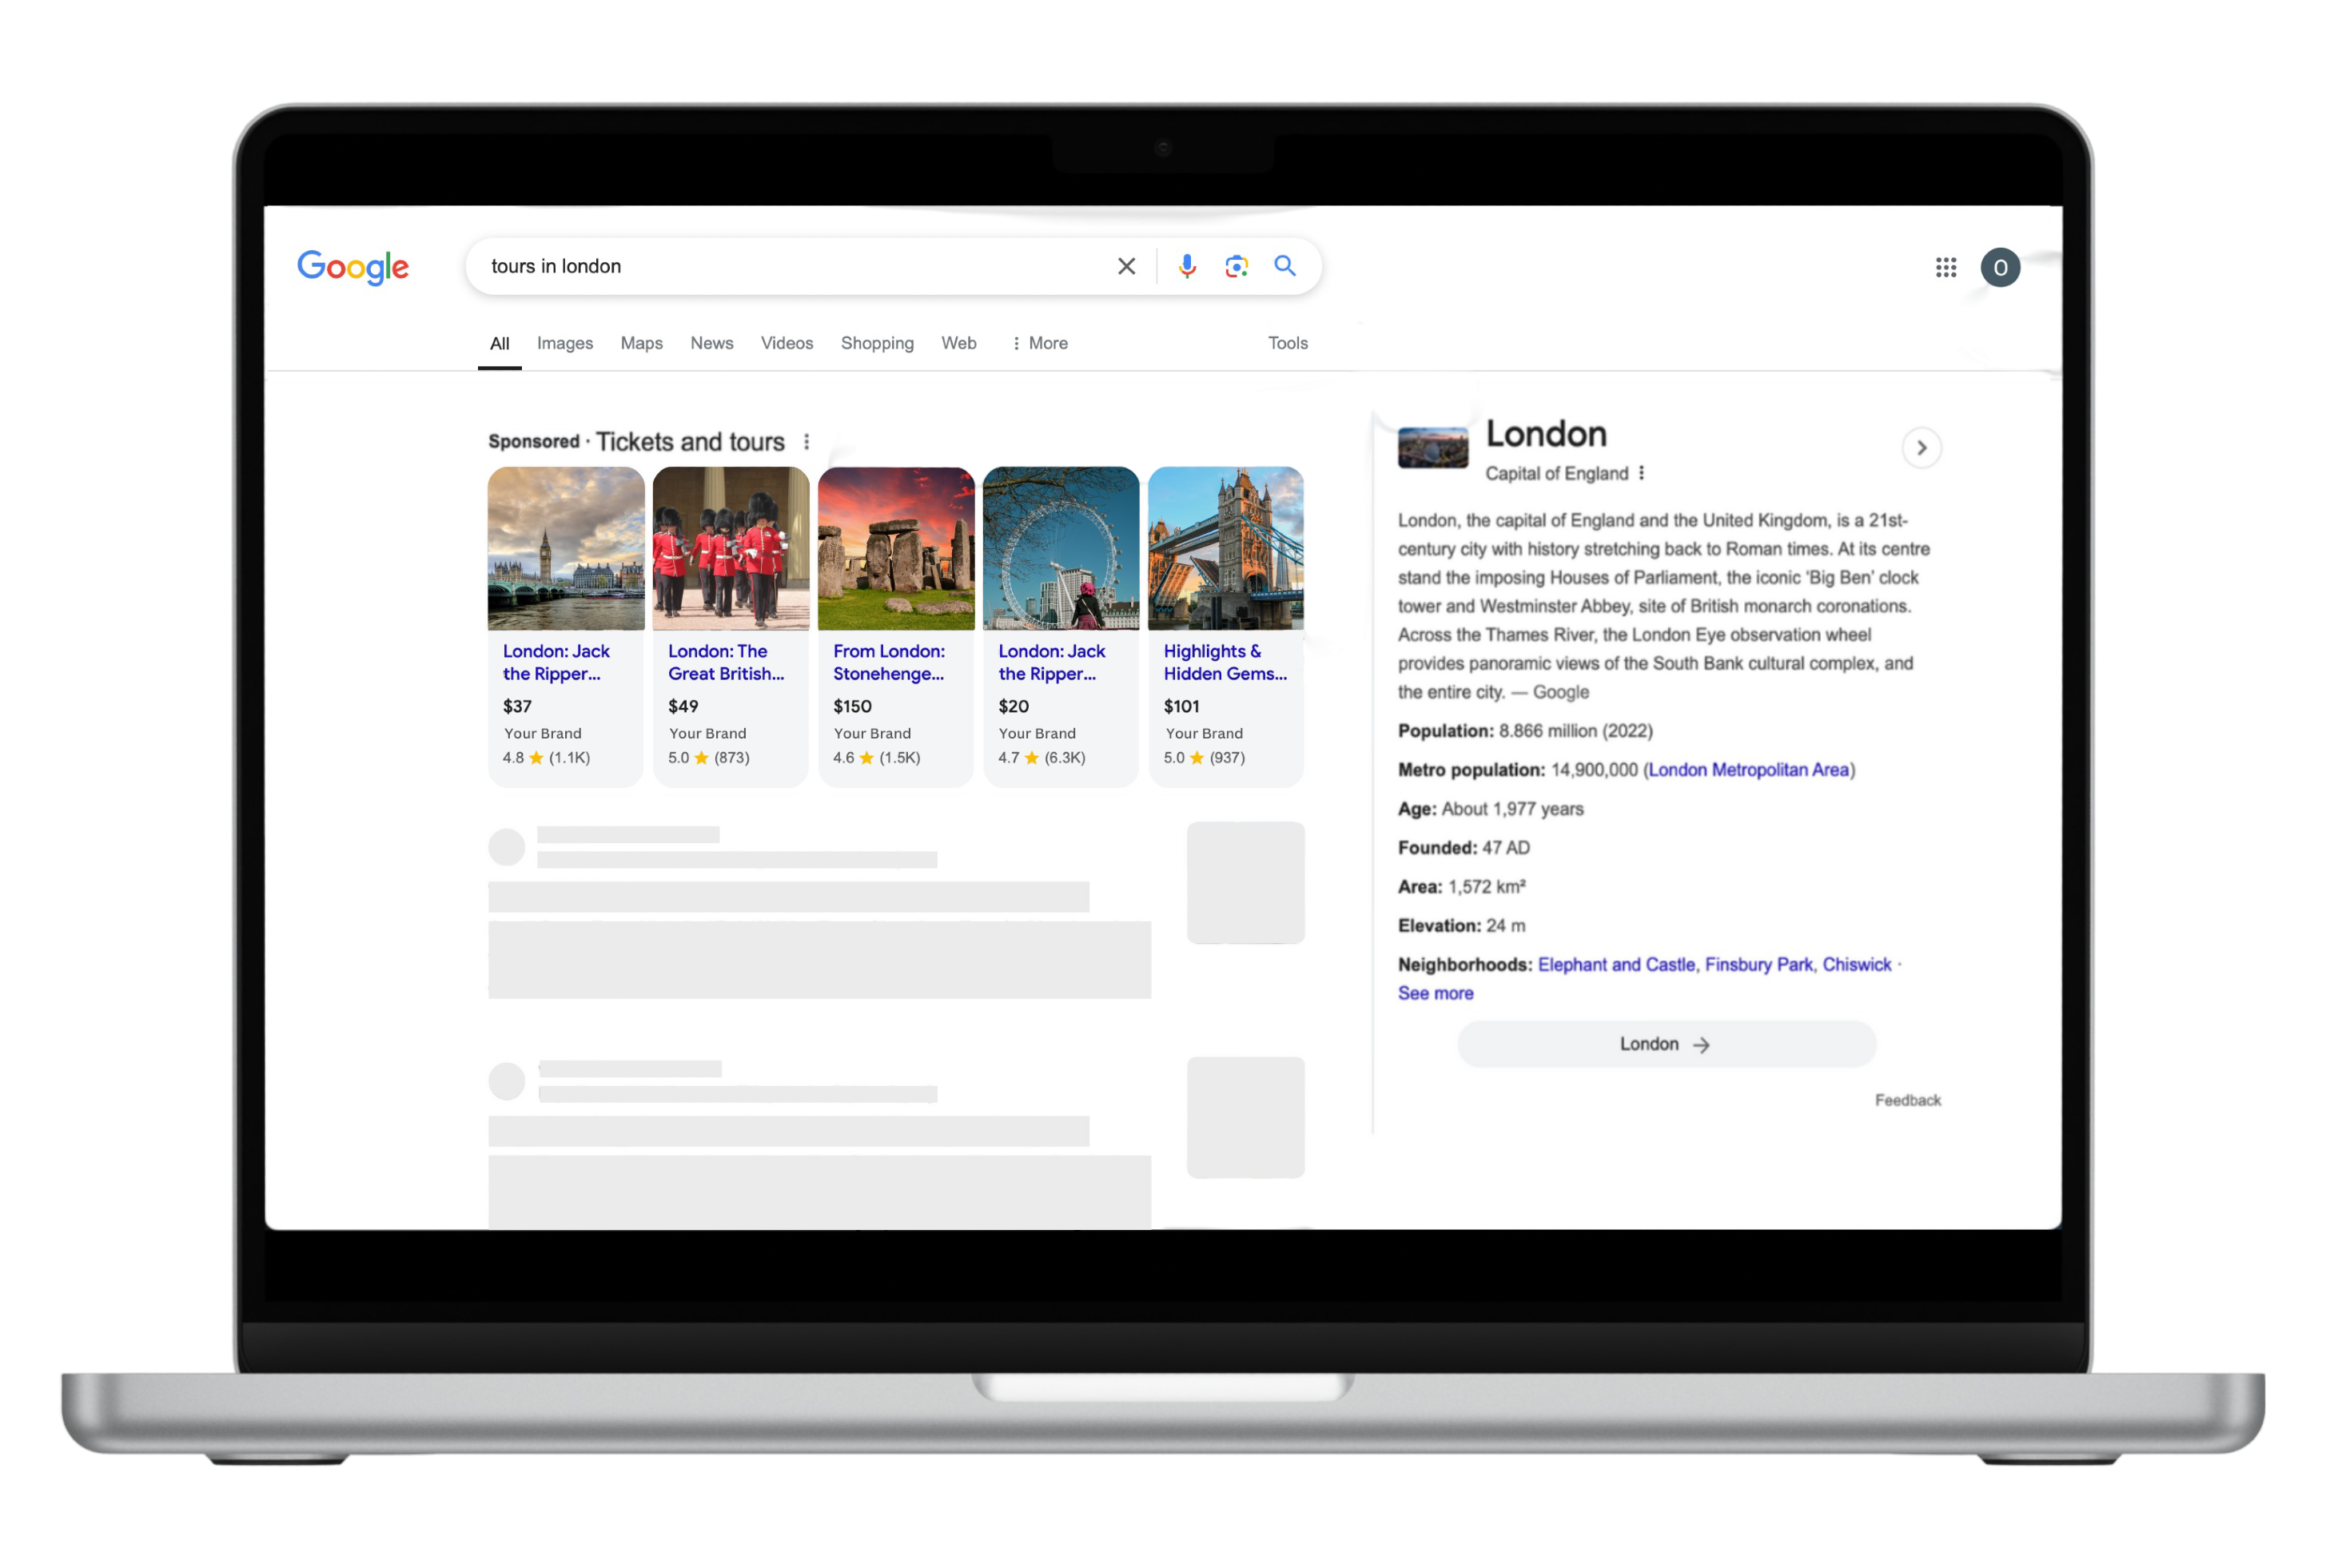 Google
tours in london
O
All Images Maps News Videos Shopping Web More Tools
Sponsored · Tickets and tours
London: Jack
the Ripper...
$37
Your Brand
4.8 ★ (1.1K)
London: The
Great British...
$49
Your Brand
5.0 ★ (873)
From London:
Stonehenge...
$150
Your Brand
4.6 ★ (1.5K)
London: Jack
the Ripper...
$20
Your Brand
4.7 ★ (6.3K)
Highlights &
Hidden Gems...
$101
Your Brand
5.0 ★ (937)
London
Capital of England
London, the capital of England and the United Kingdom, is a 21st-
century city with history stretching back to Roman times. At its centre
stand the imposing Houses of Parliament, the iconic ‘Big Ben’ clock
tower and Westminster Abbey, site of British monarch coronations.
Across the Thames River, the London Eye observation wheel
provides panoramic views of the South Bank cultural complex, and
the entire city. — Google
Population: 8.866 million (2022)
Metro population: 14,900,000 (London Metropolitan Area)
Age: About 1,977 years
Founded: 47 AD
Area: 1,572 km²
Elevation: 24 m
Neighborhoods: Elephant and Castle, Finsbury Park, Chiswick ·
See more
London →
Feedback